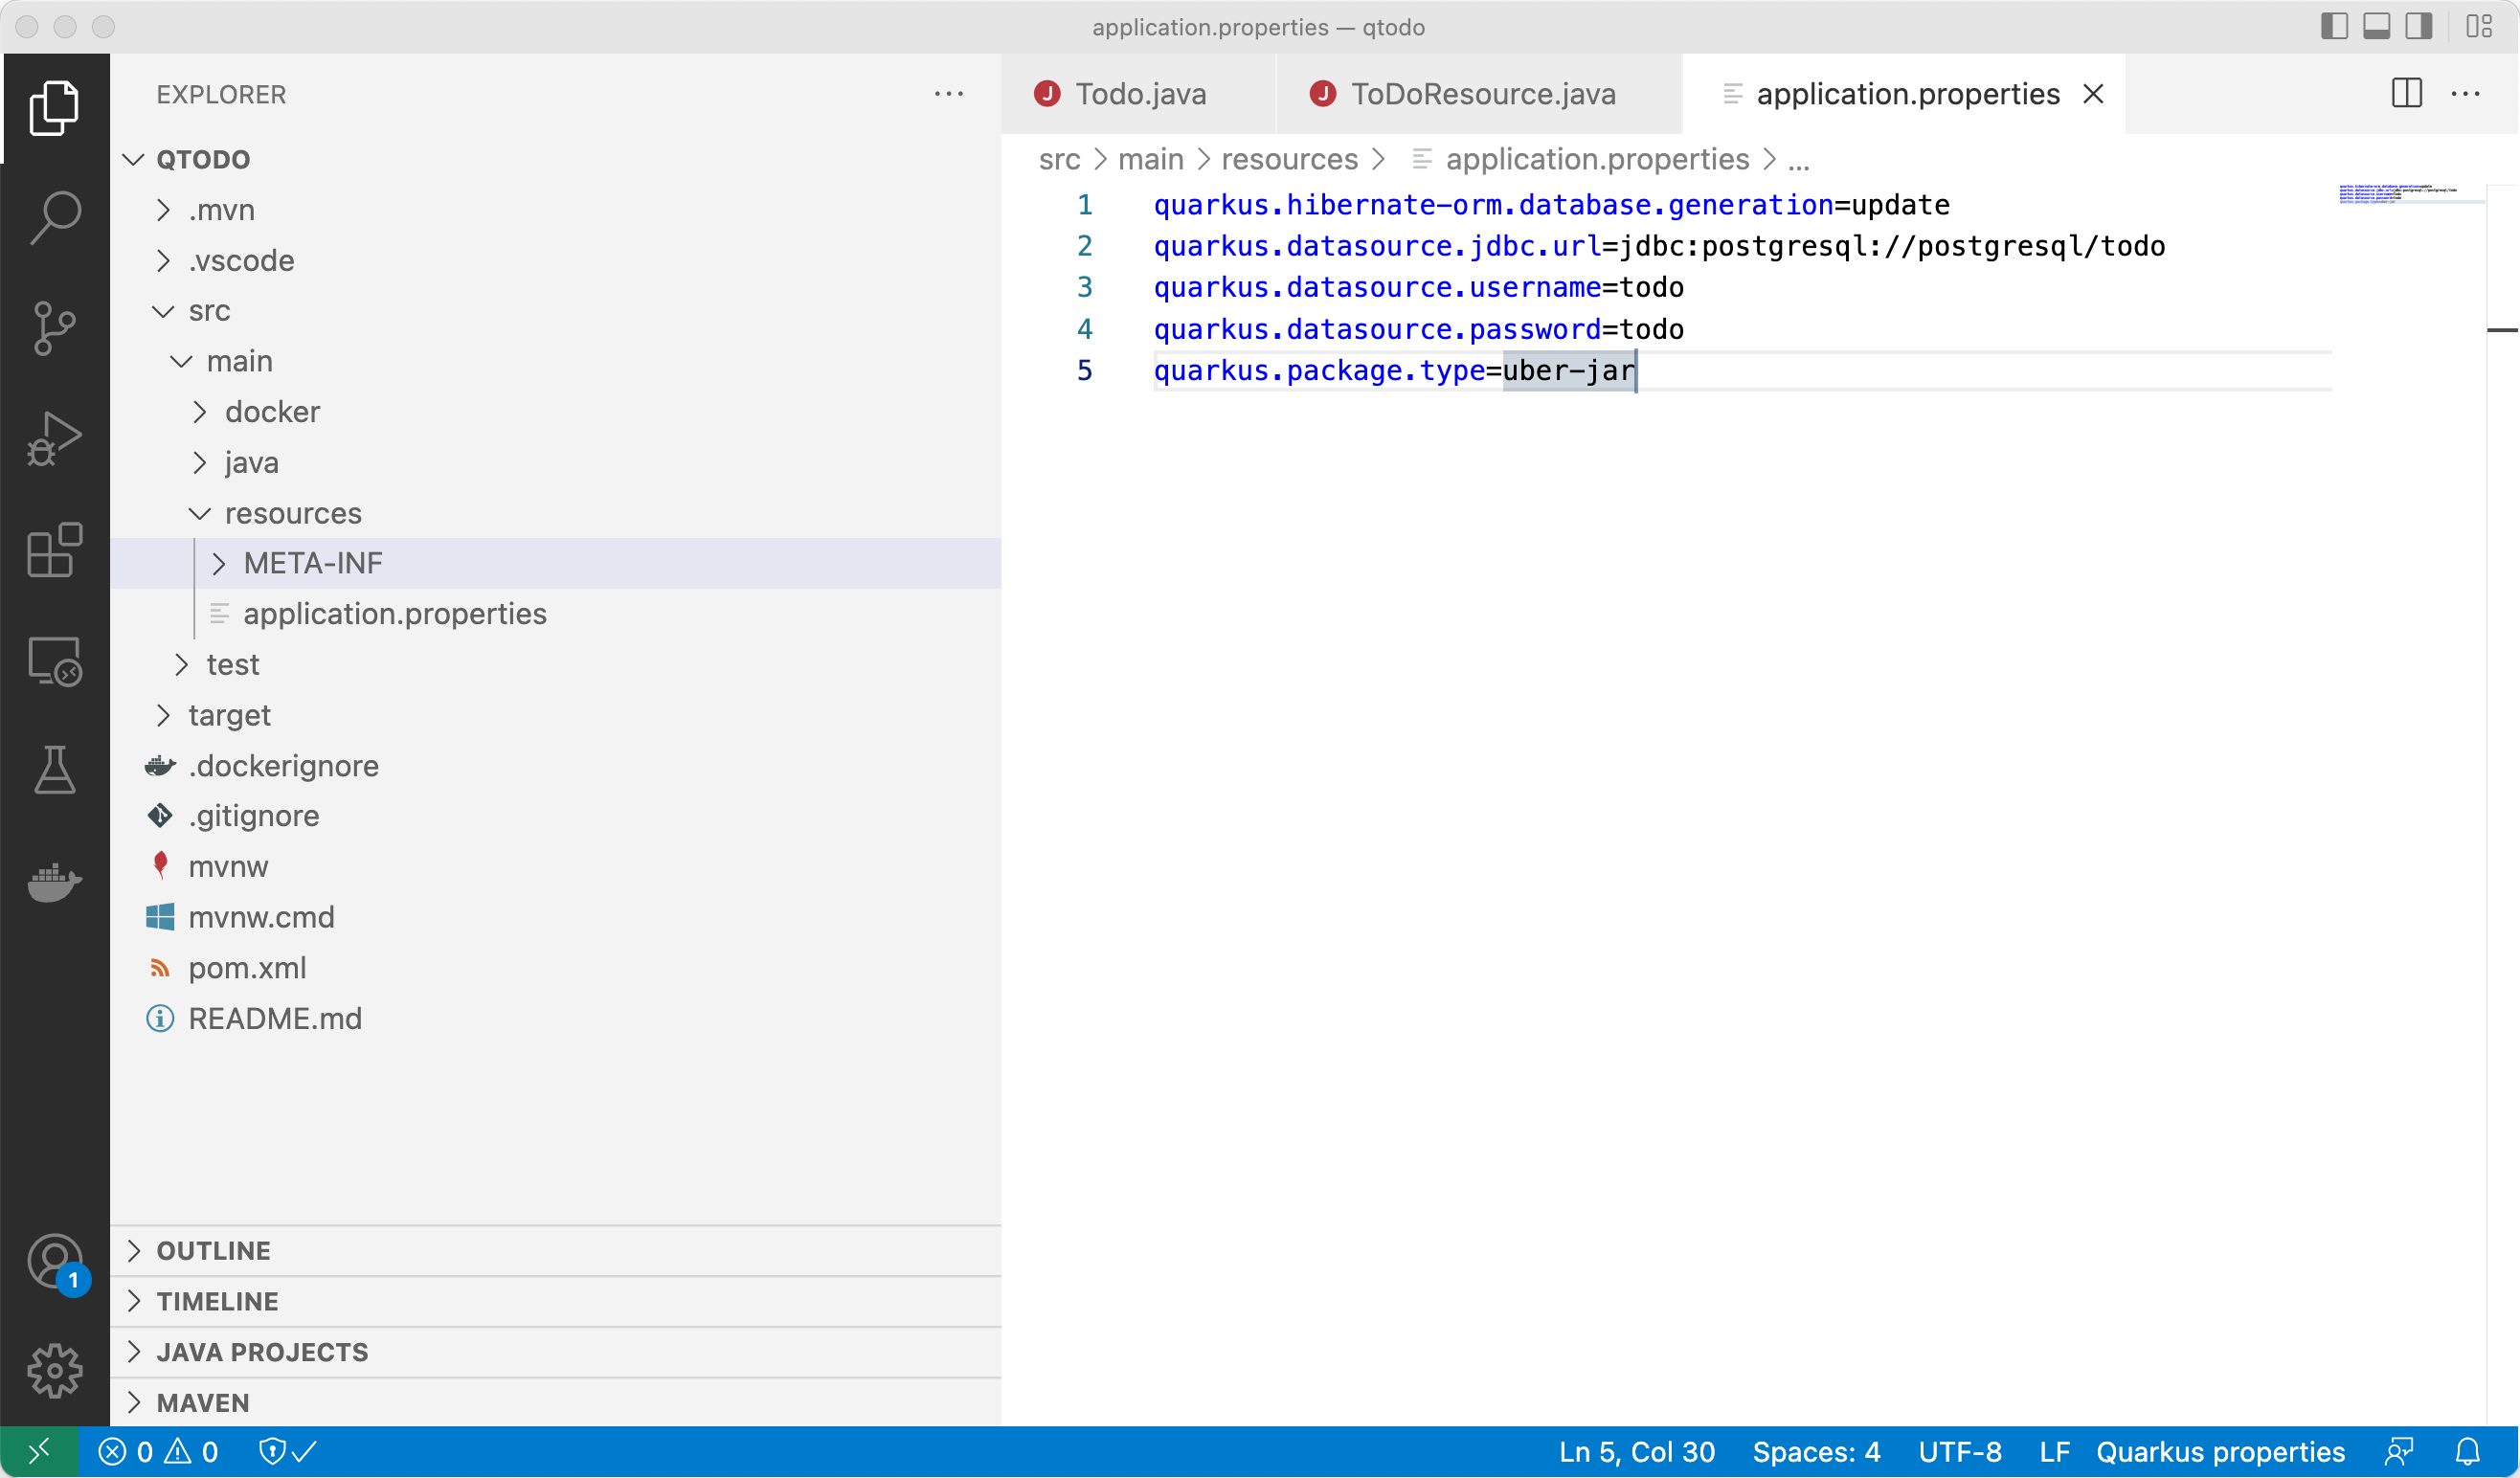 application.properties — qtodo
EXPLORER
QTODO
.mvn
.vscode
src
main
docker
java
resources
META-INF
application.properties
test
target
.dockerignore
.gitignore
mvnw
mvnw.cmd
pom.xml
README.md
OUTLINE
TIMELINE
JAVA PROJECTS
MAVEN
1
Todo.java
ToDoResource.java
application.properties
src > main > resources > application.properties > ...
1 quarkus.hibernate-orm.database.generation=update
2 quarkus.datasource.jdbc.url=jdbc:postgresql://postgresql/todo
3 quarkus.datasource.username=todo
4 quarkus.datasource.password=todo
5 quarkus.package.type=uber-jar
0 0
Ln 5, Col 30 Spaces: 4 UTF-8 LF Quarkus properties